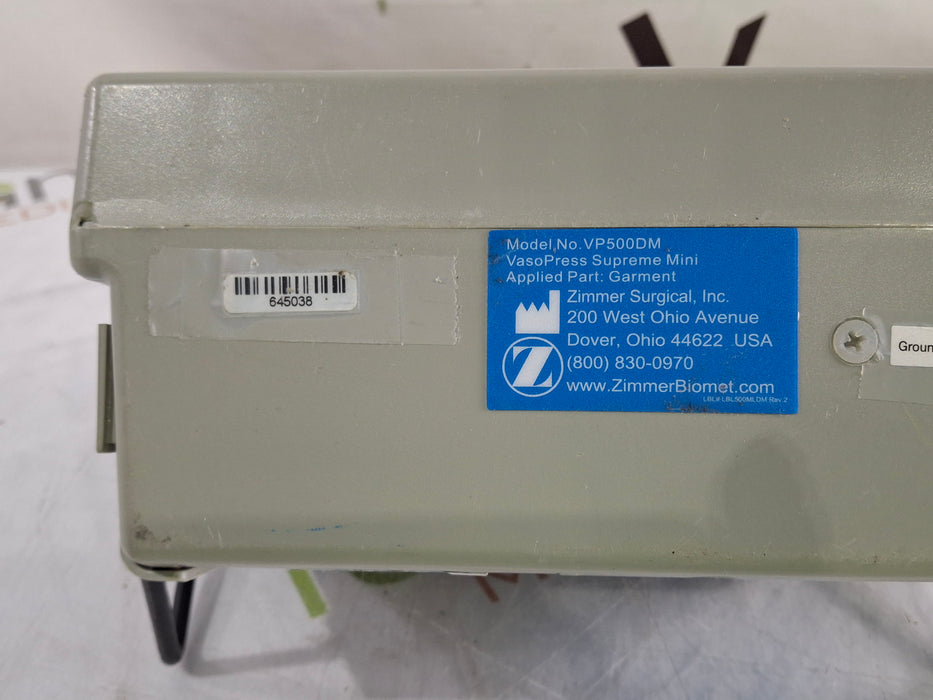 645038
Model No. VP500DM
VasoPress Supreme Mini
Applied Part: Garment
Zimmer Surgical, Inc.
200 West Ohio Avenue
Dover, Ohio 44622 USA
(800) 830-0970
www.ZimmerBiomet.com
LBL# LBL500MLDM Rev.2
Z
Groun